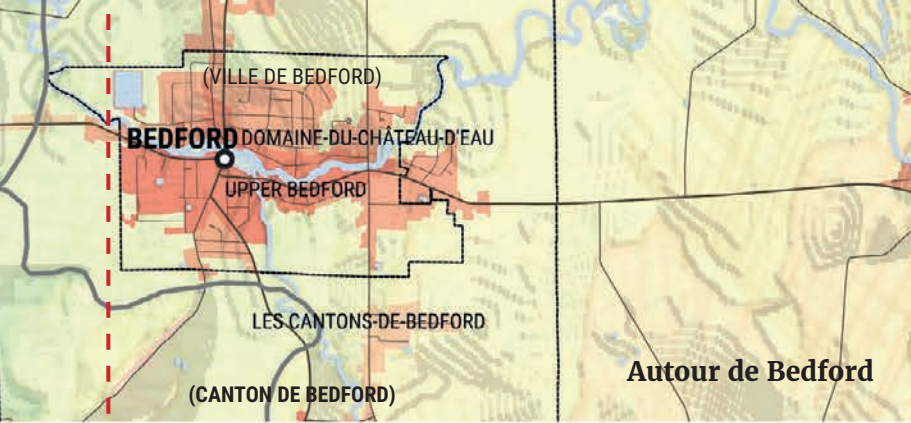 (VILLE DE BEDFORD)
BEDFORD
DOMAINE-DU-CHÂTEAU-D'EAU
UPPER BEDFORD
LES CANTONS-DE-BEDFORD
Autour de Bedford
(CANTON DE BEDFORD)